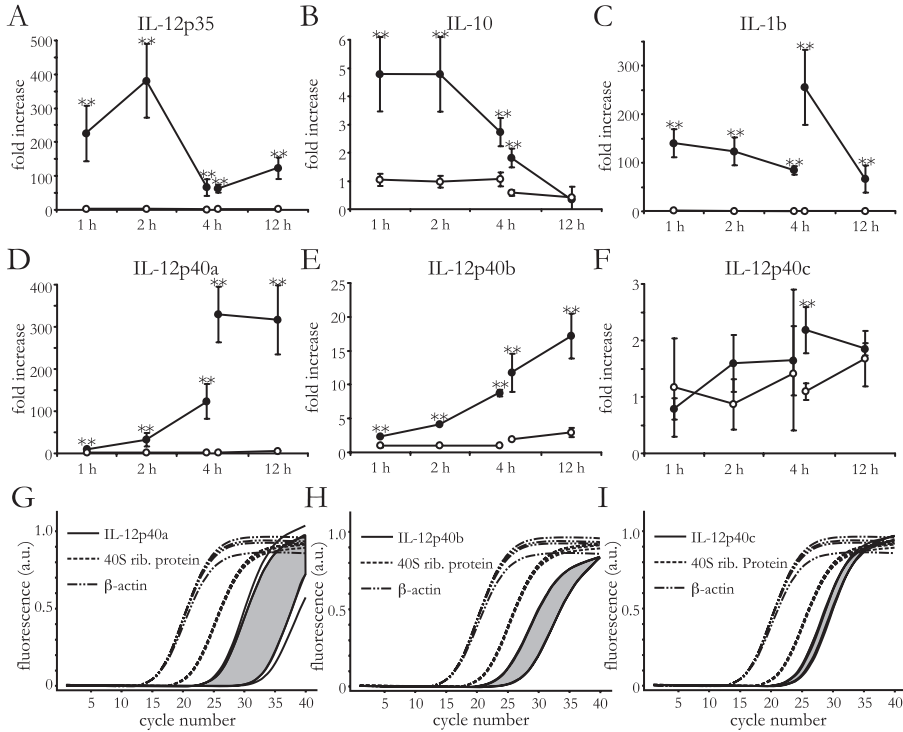 A
IL-12p35
fold increase
500
400
300
200
100
0
**
**
**
**
**
1 h
2 h
4 h
12 h
B
IL-10
fold increase
6
5
4
3
2
1
0
**
**
**
**
1 h
2 h
4 h
12 h
C
IL-1b
fold increase
300
200
100
0
**
**
**
**
1 h
2 h
4 h
12 h
D
IL-12p40a
fold increase
400
300
200
100
0
**
**
**
**
**
1 h
2 h
4 h
12 h
E
IL-12p40b
fold increase
25
20
15
10
5
0
**
**
**
**
**
1 h
2 h
4 h
12 h
F
IL-12p40c
fold increase
3
2
1
0
**
1 h
2 h
4 h
12 h
G
fluorescence (a.u.)
1.0
0.5
0
IL-12p40a
40S rib. protein
β-actin
5 10 15 20 25 30 35 40
cycle number
H
fluorescence (a.u.)
1.0
0.5
0
IL-12p40b
40S rib. protein
β-actin
5 10 15 20 25 30 35 40
cycle number
I
fluorescence (a.u.)
1.0
0.5
0
IL-12p40c
40S rib. Protein
β-actin
5 10 15 20 25 30 35 40
cycle number